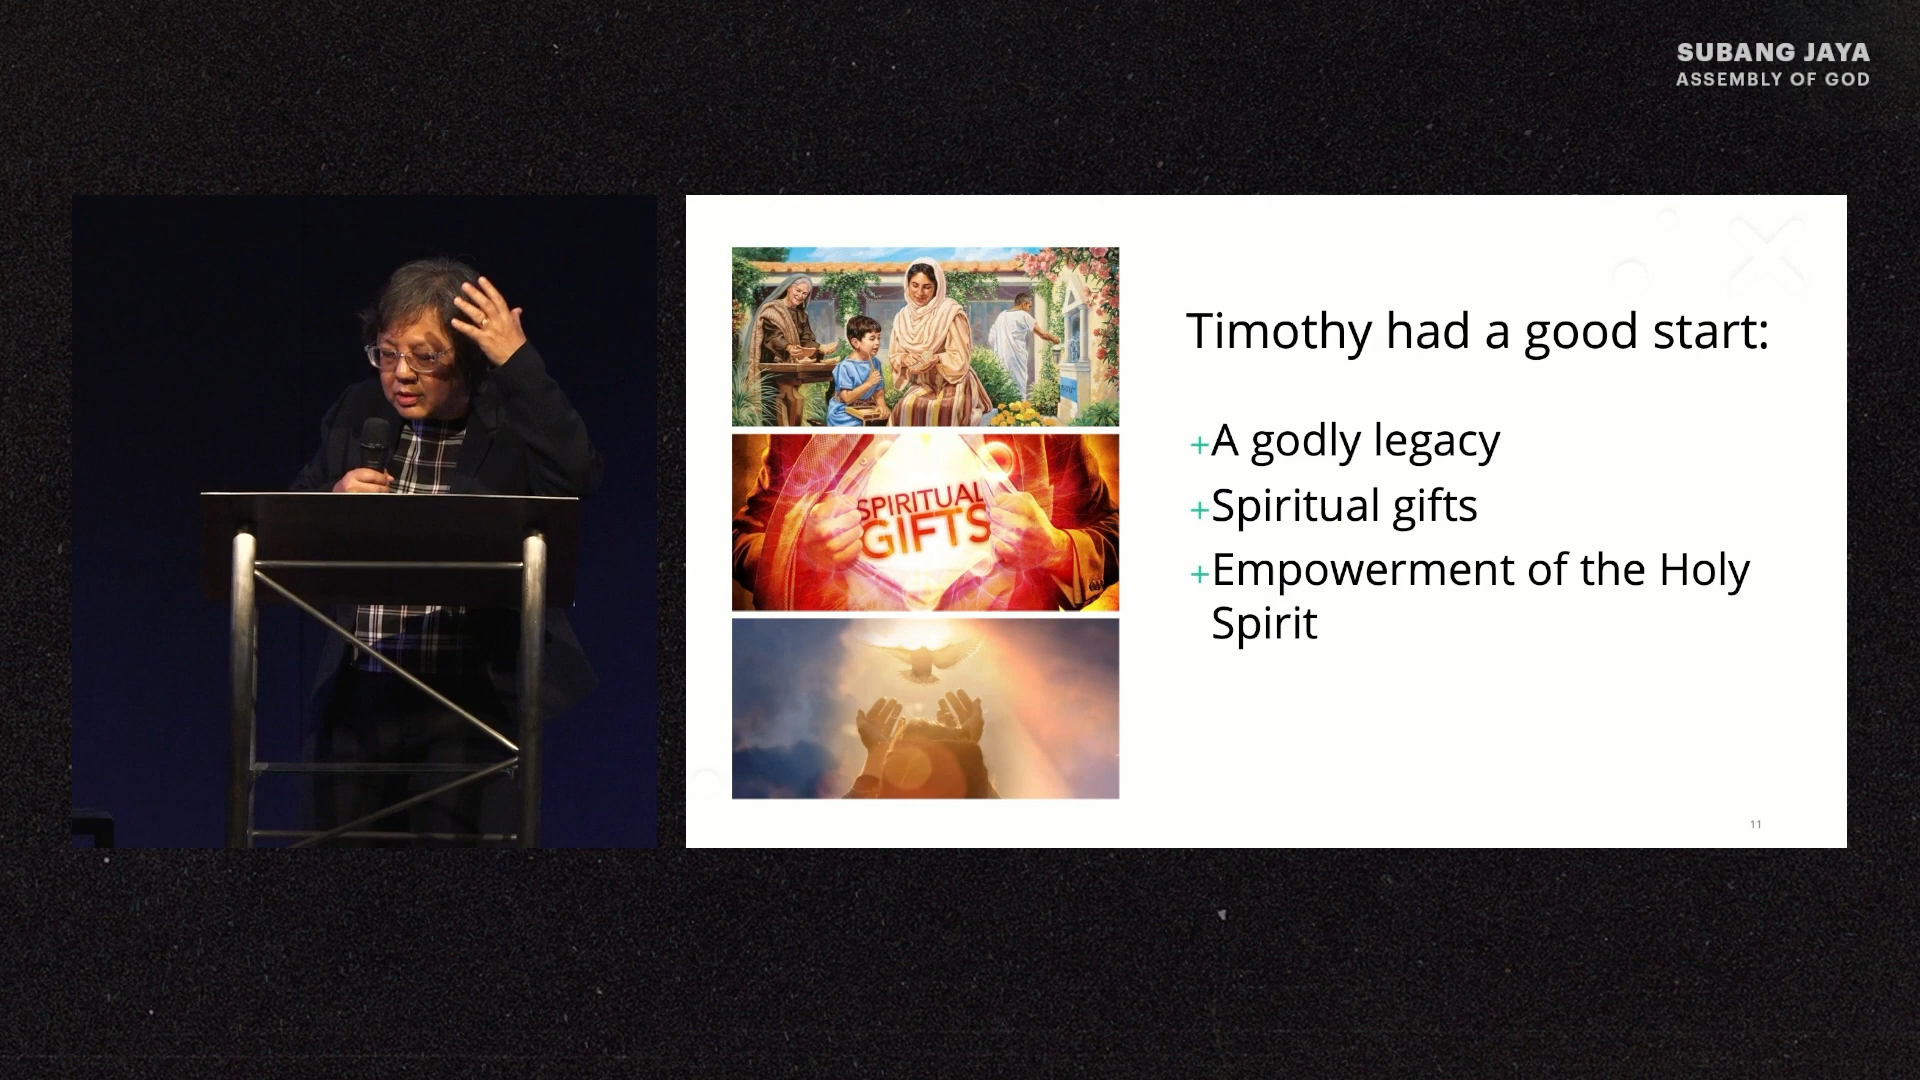 SUBANG JAYA
ASSEMBLY OF GOD
Timothy had a good start:
+A godly legacy
+Spiritual gifts
+Empowerment of the Holy
Spirit
SPIRITUAL
GIFTS
11